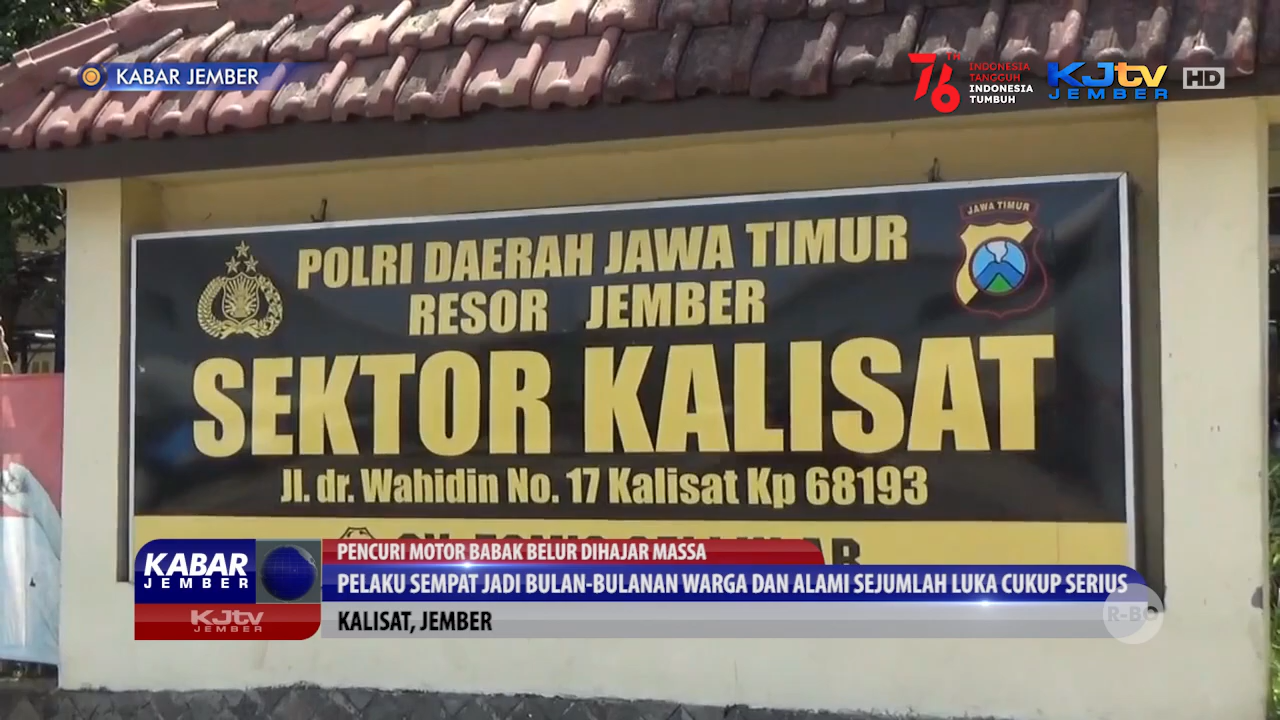 KABAR JEMBER
76TH
INDONESIA
TANGGUH
INDONESIA
TUMBUH
KJTV
JEMBER
HD
JAWA TIMUR
POLRI DAERAH JAWA TIMUR
RESOR JEMBER
SEKTOR KALISAT
Jl. dr. Wahidin No. 17 Kalisat Kp 68193
KABAR
JEMBER
KJTV
JEMBER
PENCURI MOTOR BABAK BELUR DIHAJAR MASSA
PELAKU SEMPAT JADI BULAN-BULANAN WARGA DAN ALAMI SEJUMLAH LUKA CUKUP SERIUS
KALISAT, JEMBER
R-BO